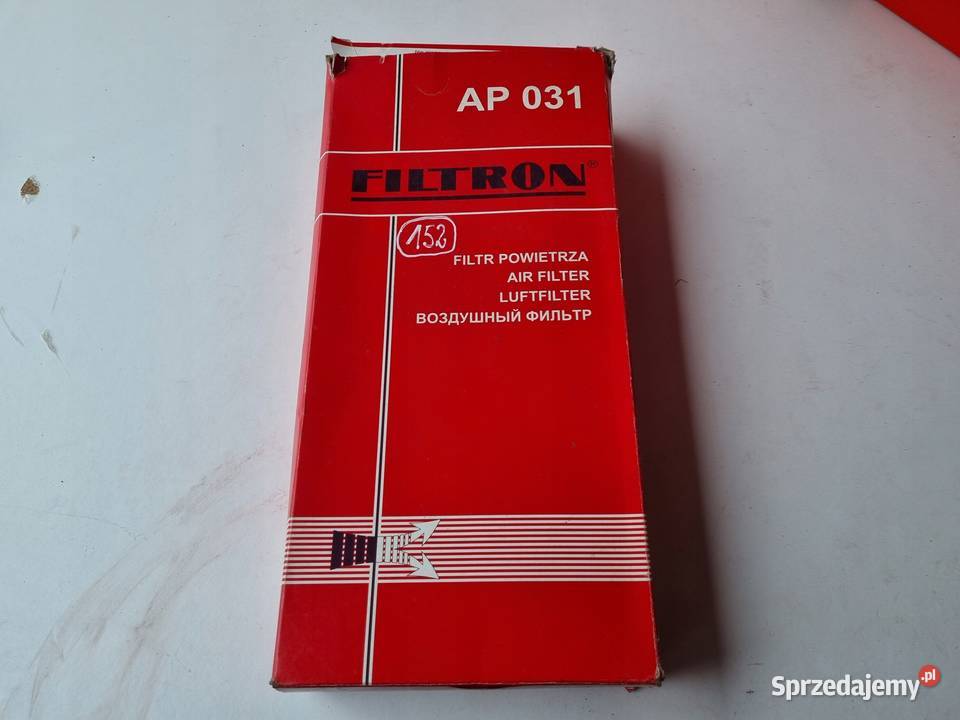 AP 031
FILTRON®
152
FILTR POWIETRZA
AIR FILTER
LUFTFILTER
ВОЗДУШНЫЙ ФИЛЬТР
Sprzedajemy.pl